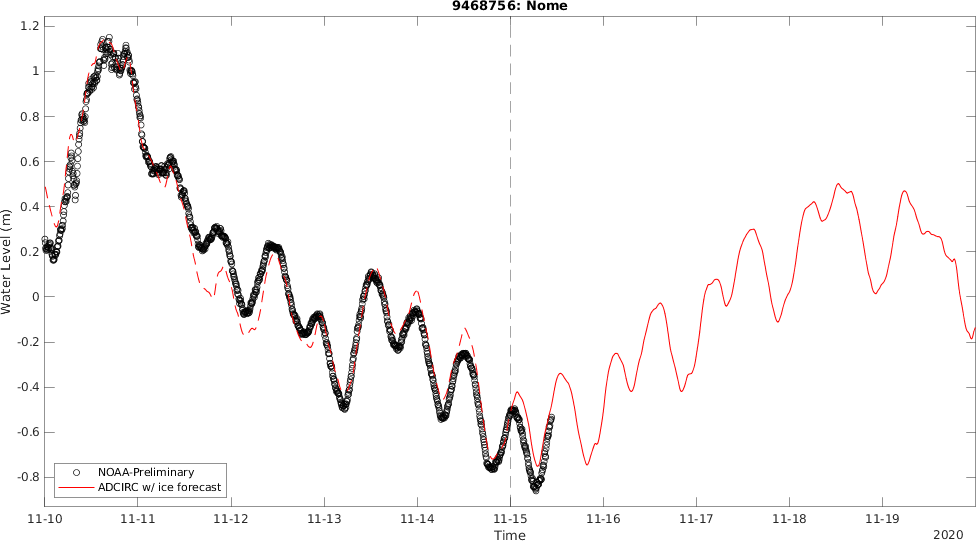 9468756: Nome
1.2
1
0.8
0.6
0.4
0.2
0
-0.2
-0.4
-0.6
-0.8
Water Level (m)
NOAA-Preliminary
ADCIRC w/ ice forecast
11-10 11-11 11-12 11-13 11-14 11-15 11-16 11-17 11-18 11-19
Time
2020